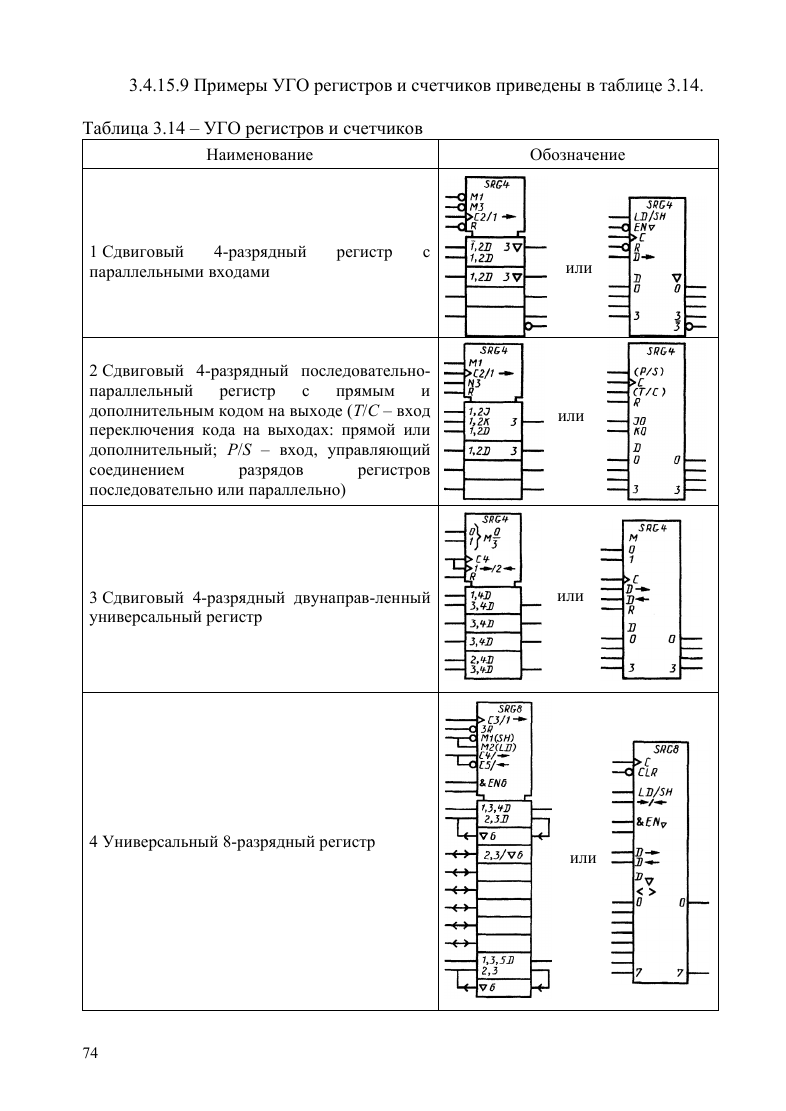 3.4.15.9 Примеры УГО регистров и счетчиков приведены в таблице 3.14.
Таблица 3.14 – УГО регистров и счетчиков
Наименование
Обозначение
1 Сдвиговый 4-разрядный регистр с
параллельными входами
SRG4
M1
M3
C2/1 →
R
1,2D 3▽
1,2D
1,2D 3▽
или
SRG4
LD/SH
EN▽
C
R
D→
D ▽
0 0
3 3
3
2 Сдвиговый 4-разрядный последовательно-
параллельный регистр с прямым и
дополнительным кодом на выходе (T/C – вход
переключения кода на выходах: прямой или
дополнительный; P/S – вход, управляющий
соединением разрядов регистров
последовательно или параллельно)
SRG4
M1
C2/1 →
N3
R
1,2J
1,2K 3
1,2D
1,2D 3
или
SRG4
(P/S)
C
(T/C)
R
J0
K0
D
0 0
3 3
3 Сдвиговый 4-разрядный двунаправ-ленный
универсальный регистр
SRG4
0
1
}M 0/3
C4
1→/2←
R
1,4D
3,4D
3,4D
3,4D
2,4D
3,4D
или
SRG4
M
0
1
C
D→
D←
R
D
0 0
3 3
4 Универсальный 8-разрядный регистр
SRG8
C3/1→
3R
M1(SH)
M2(LD)
C4/→
C5/←
&EN6
1,3,4D
2,3D
▽6
2,3/▽6
1,3,5D
2,3
▽6
или
SRG8
C
CLR
LD/SH
→/←
&EN▽
D→
D←
D▽
< >
0 0
7 7
74